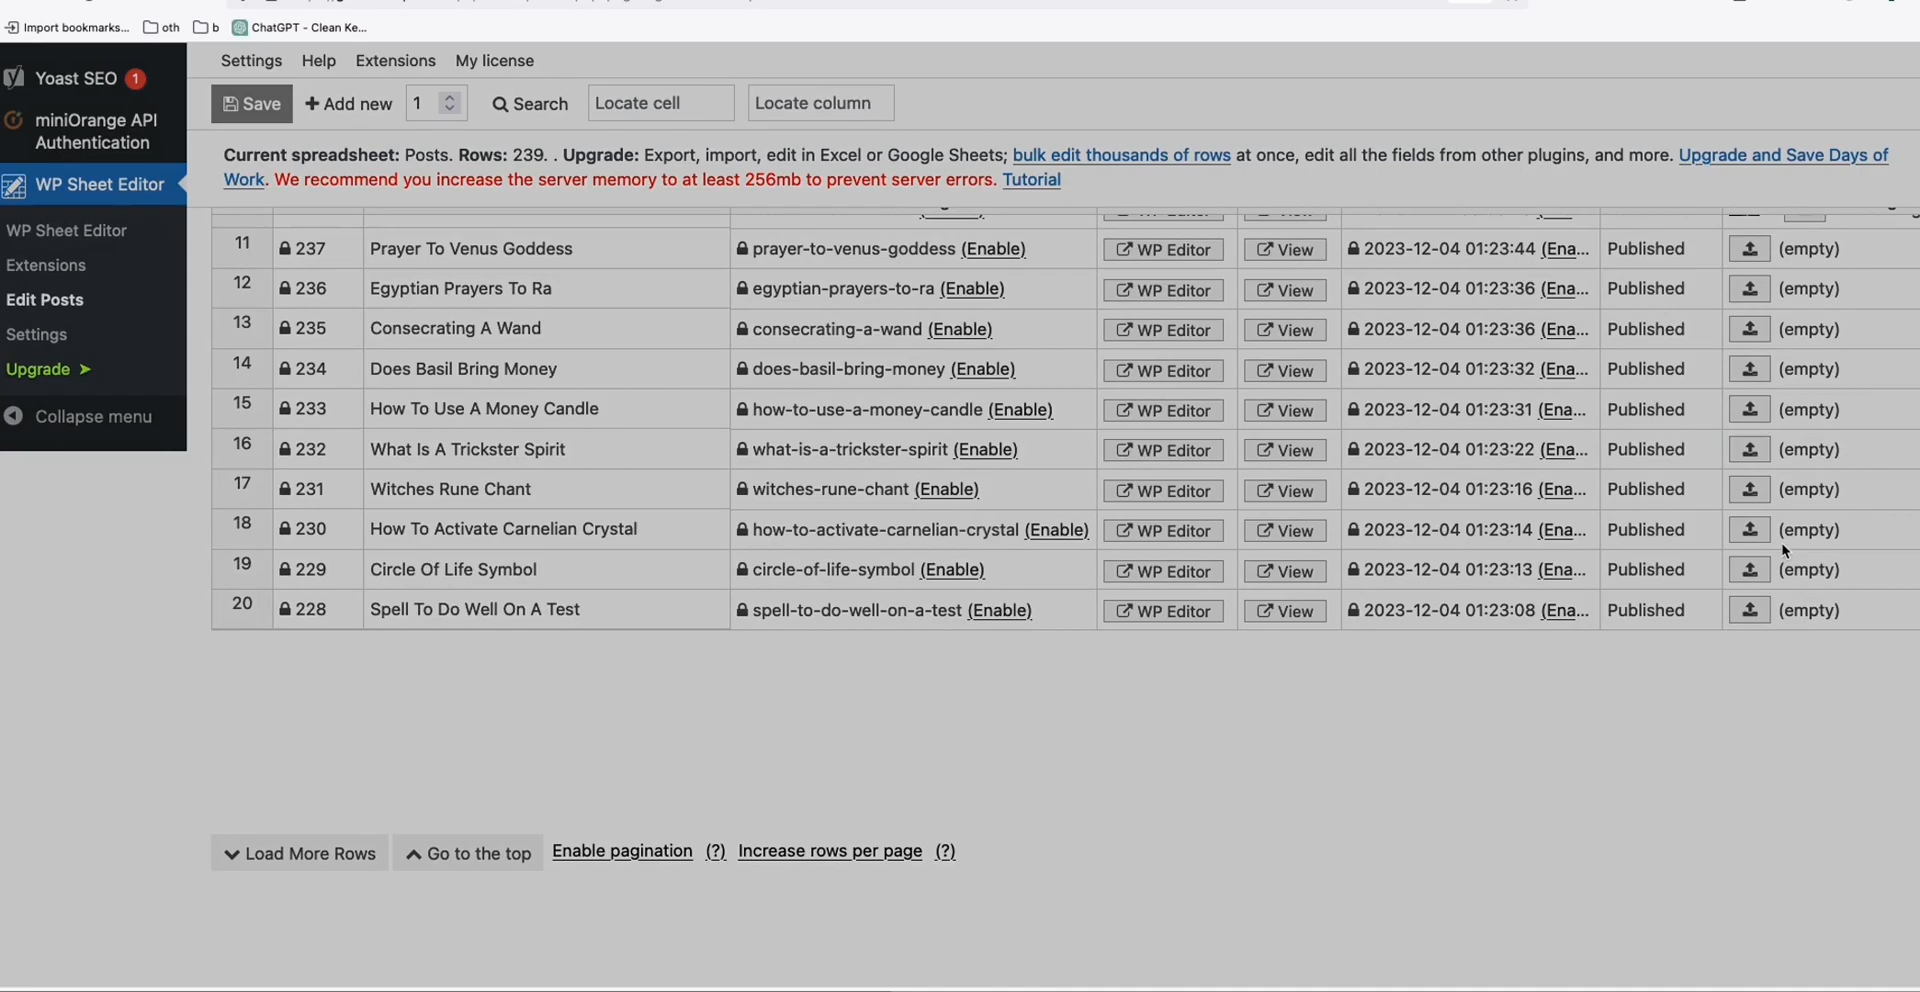 Import bookmarks... oth b ChatGPT - Clean Ke...
Yoast SEO 1
miniOrange API
Authentication
WP Sheet Editor
WP Sheet Editor
Extensions
Edit Posts
Settings
Upgrade ➤
Collapse menu
Settings Help Extensions My license
Save + Add new 1 Search Locate cell Locate column
Current spreadsheet: Posts. Rows: 239. . Upgrade: Export, import, edit in Excel or Google Sheets; bulk edit thousands of rows at once, edit all the fields from other plugins, and more. Upgrade and Save Days of
Work. We recommend you increase the server memory to at least 256mb to prevent server errors. Tutorial
11 237 Prayer To Venus Goddess prayer-to-venus-goddess (Enable) WP Editor View 2023-12-04 01:23:44 (Ena... Published (empty)
12 236 Egyptian Prayers To Ra egyptian-prayers-to-ra (Enable) WP Editor View 2023-12-04 01:23:36 (Ena... Published (empty)
13 235 Consecrating A Wand consecrating-a-wand (Enable) WP Editor View 2023-12-04 01:23:36 (Ena... Published (empty)
14 234 Does Basil Bring Money does-basil-bring-money (Enable) WP Editor View 2023-12-04 01:23:32 (Ena... Published (empty)
15 233 How To Use A Money Candle how-to-use-a-money-candle (Enable) WP Editor View 2023-12-04 01:23:31 (Ena... Published (empty)
16 232 What Is A Trickster Spirit what-is-a-trickster-spirit (Enable) WP Editor View 2023-12-04 01:23:22 (Ena... Published (empty)
17 231 Witches Rune Chant witches-rune-chant (Enable) WP Editor View 2023-12-04 01:23:16 (Ena... Published (empty)
18 230 How To Activate Carnelian Crystal how-to-activate-carnelian-crystal (Enable) WP Editor View 2023-12-04 01:23:14 (Ena... Published (empty)
19 229 Circle Of Life Symbol circle-of-life-symbol (Enable) WP Editor View 2023-12-04 01:23:13 (Ena... Published (empty)
20 228 Spell To Do Well On A Test spell-to-do-well-on-a-test (Enable) WP Editor View 2023-12-04 01:23:08 (Ena... Published (empty)
Load More Rows Go to the top Enable pagination (?) Increase rows per page (?)